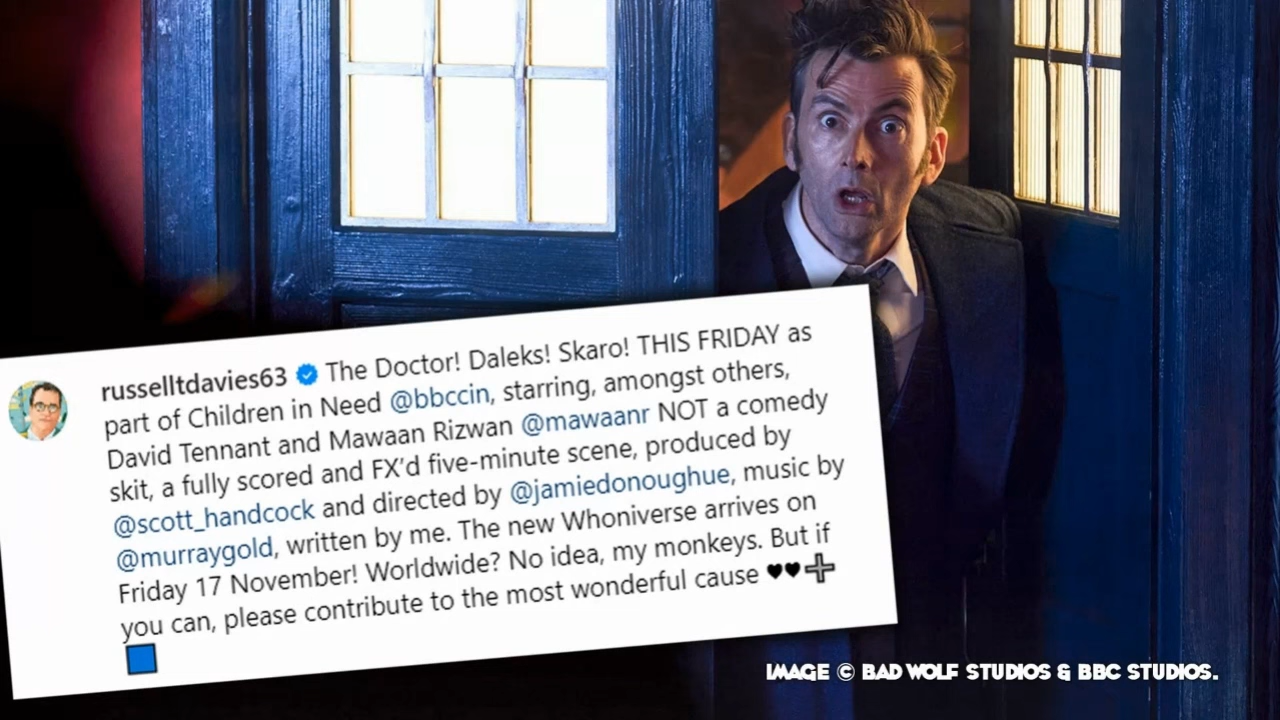 russelltdavies63 The Doctor! Daleks! Skaro! THIS FRIDAY as
part of Children in Need @bbccin, starring, amongst others,
David Tennant and Mawaan Rizwan @mawaanr NOT a comedy
skit, a fully scored and FX'd five-minute scene, produced by
@scott_handcock and directed by @jamiedonoughue, music by
@murraygold, written by me. The new Whoniverse arrives on
Friday 17 November! Worldwide? No idea, my monkeys. But if
you can, please contribute to the most wonderful cause 🖤🖤➕
🟦
IMAGE © BAD WOLF STUDIOS & BBC STUDIOS.